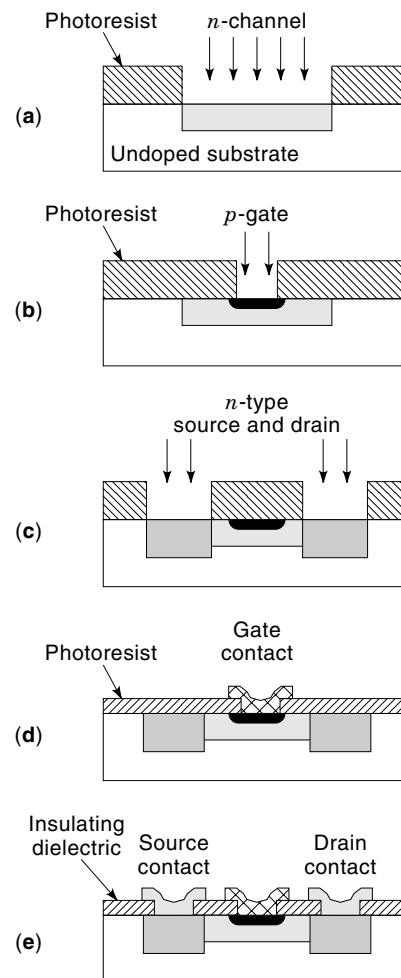 Photoresist
n-channel
(a)
Undoped substrate
Photoresist
p-gate
(b)
n-type
source and drain
(c)
Gate
contact
Photoresist
(d)
Insulating
dielectric
Source
contact
Drain
contact
(e)